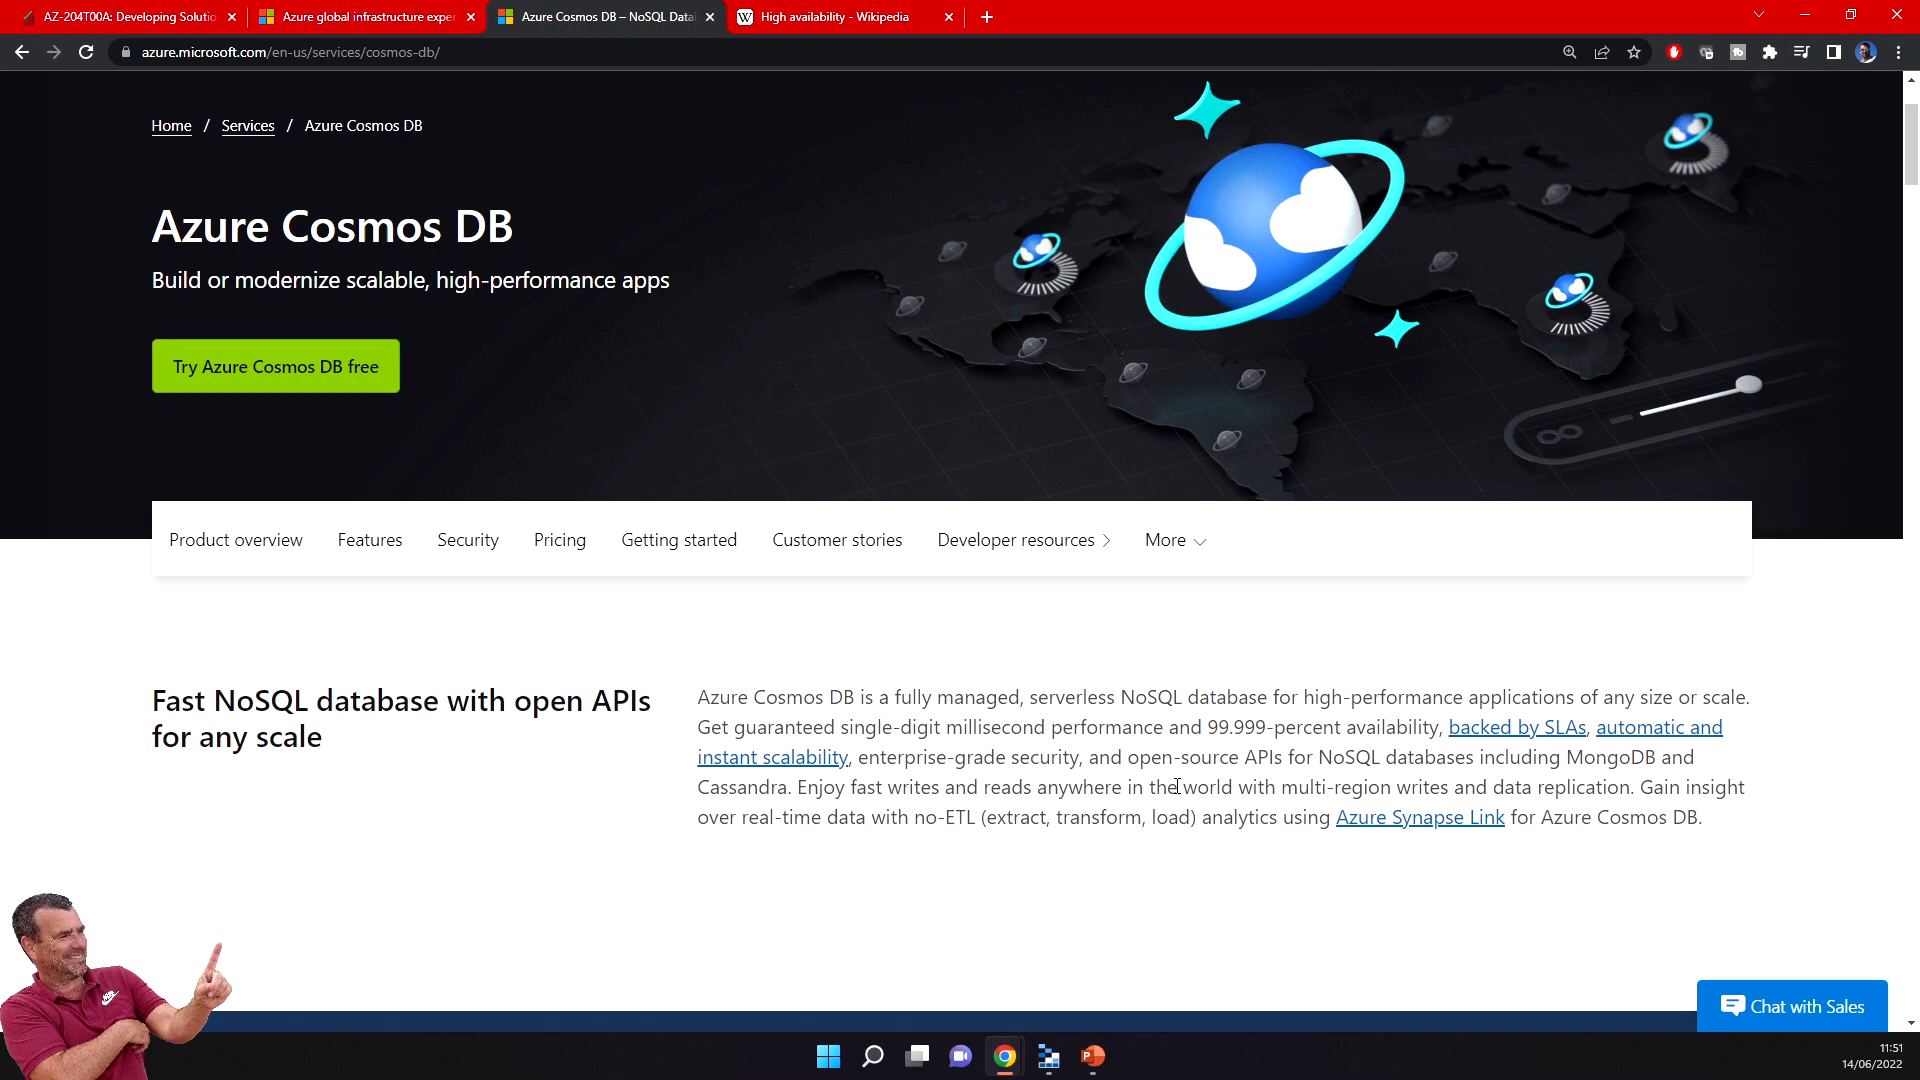 AZ-204T00A: Developing Solutio
Azure global infrastructure exper
Azure Cosmos DB – NoSQL Data
High availability - Wikipedia
azure.microsoft.com/en-us/services/cosmos-db/
Home / Services / Azure Cosmos DB
Azure Cosmos DB
Build or modernize scalable, high-performance apps
Try Azure Cosmos DB free
Product overview Features Security Pricing Getting started Customer stories Developer resources More
Fast NoSQL database with open APIs
for any scale
Azure Cosmos DB is a fully managed, serverless NoSQL database for high-performance applications of any size or scale.
Get guaranteed single-digit millisecond performance and 99.999-percent availability, backed by SLAs, automatic and
instant scalability, enterprise-grade security, and open-source APIs for NoSQL databases including MongoDB and
Cassandra. Enjoy fast writes and reads anywhere in the world with multi-region writes and data replication. Gain insight
over real-time data with no-ETL (extract, transform, load) analytics using Azure Synapse Link for Azure Cosmos DB.
Chat with Sales
11:51
14/06/2022